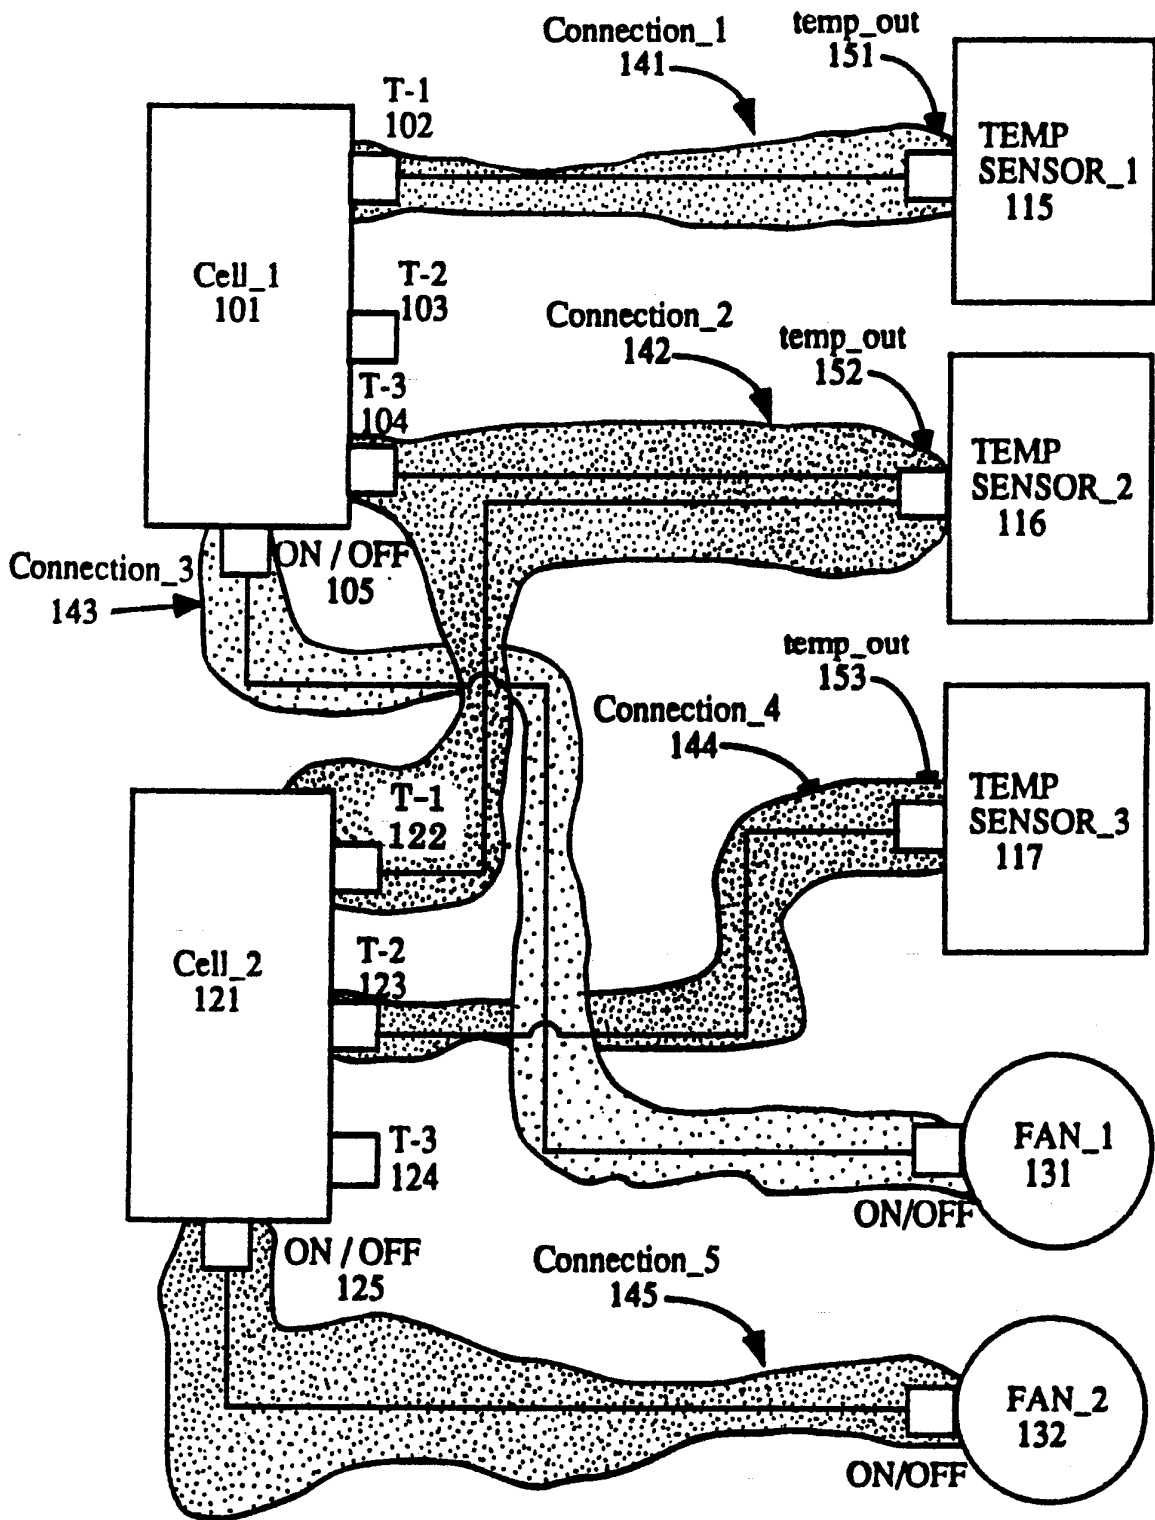 Connection_1
141
temp_out
151
T-1
102
TEMP
SENSOR_1
115
Cell_1
101
T-2
103
Connection_2
142
temp_out
152
T-3
104
TEMP
SENSOR_2
116
ON / OFF
105
Connection_3
143
temp_out
153
Connection_4
144
T-1
122
TEMP
SENSOR_3
117
Cell_2
121
T-2
123
T-3
124
FAN_1
131
ON/OFF
ON / OFF
125
Connection_5
145
FAN_2
132
ON/OFF